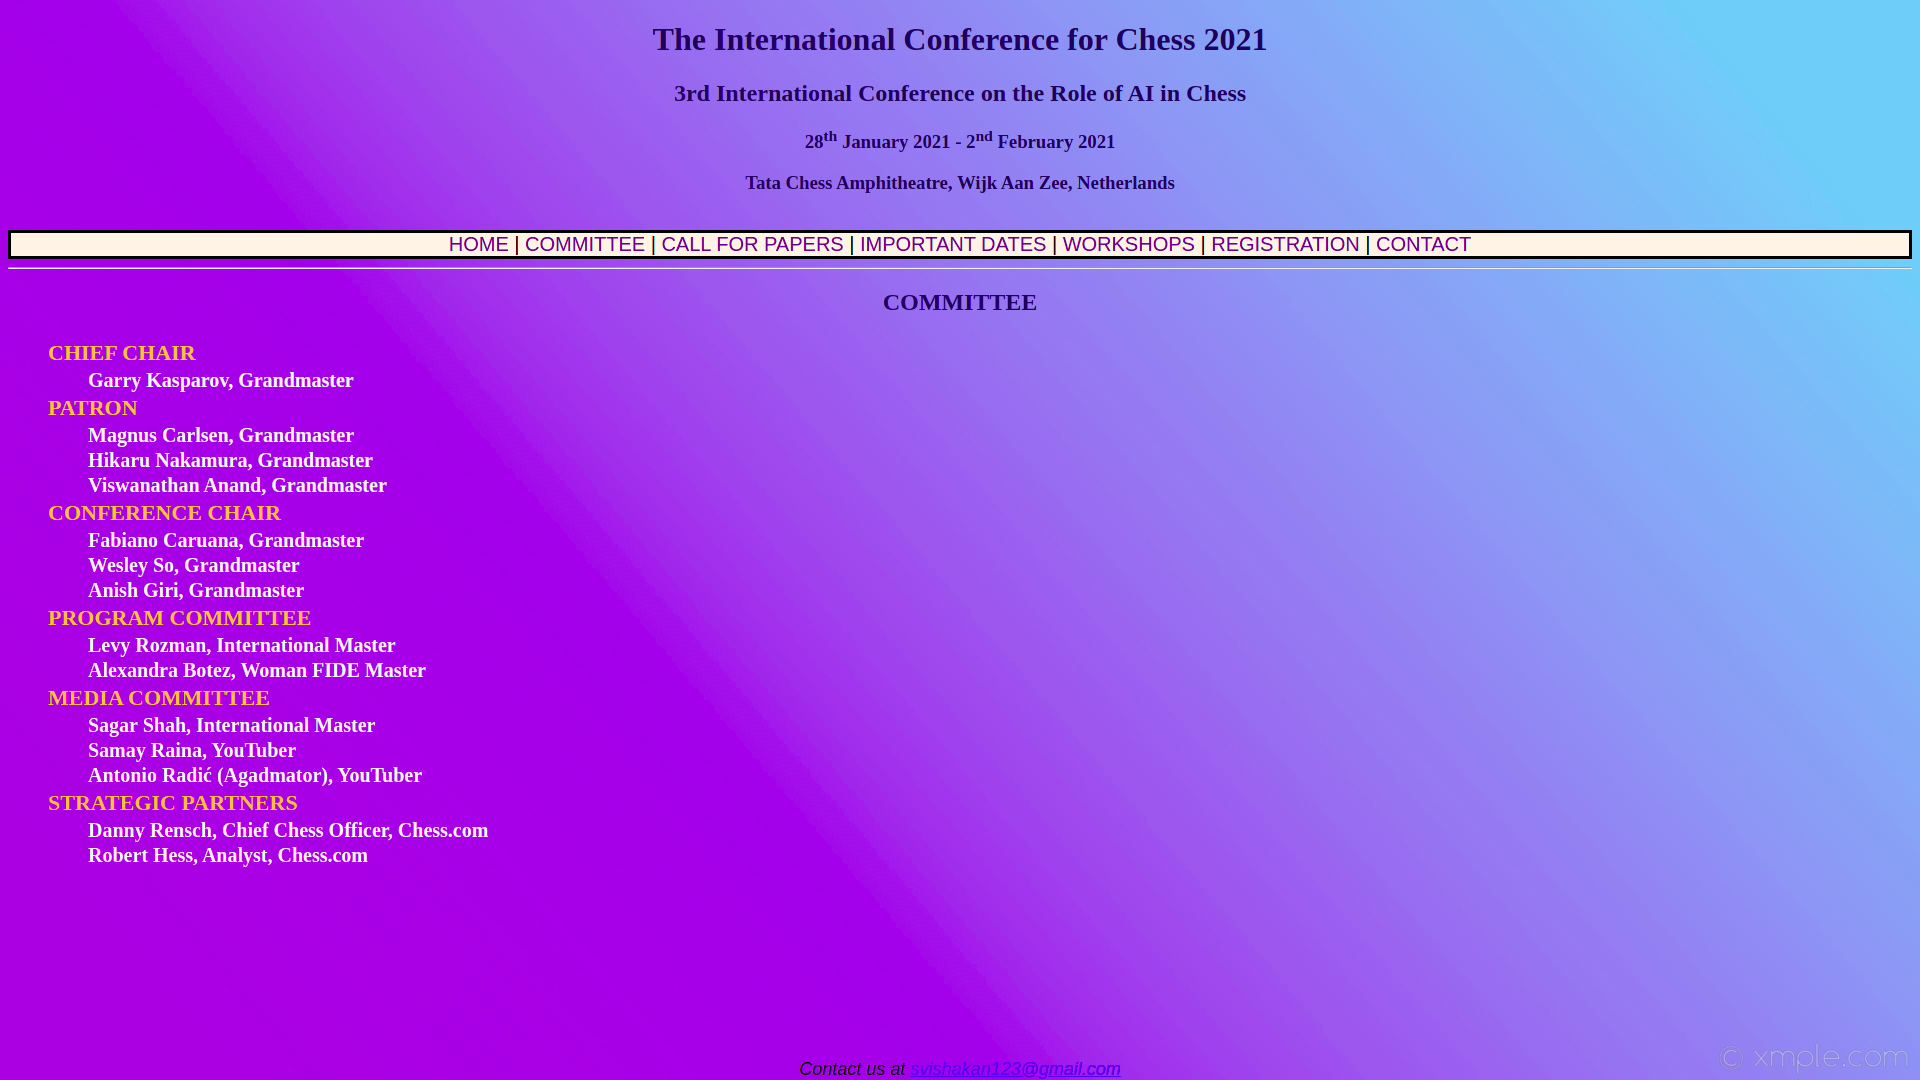 The International Conference for Chess 2021
3rd International Conference on the Role of AI in Chess
28th January 2021 - 2nd February 2021
Tata Chess Amphitheatre, Wijk Aan Zee, Netherlands
HOME | COMMITTEE | CALL FOR PAPERS | IMPORTANT DATES | WORKSHOPS | REGISTRATION | CONTACT
COMMITTEE
CHIEF CHAIR
Garry Kasparov, Grandmaster
PATRON
Magnus Carlsen, Grandmaster
Hikaru Nakamura, Grandmaster
Viswanathan Anand, Grandmaster
CONFERENCE CHAIR
Fabiano Caruana, Grandmaster
Wesley So, Grandmaster
Anish Giri, Grandmaster
PROGRAM COMMITTEE
Levy Rozman, International Master
Alexandra Botez, Woman FIDE Master
MEDIA COMMITTEE
Sagar Shah, International Master
Samay Raina, YouTuber
Antonio Radić (Agadmator), YouTuber
STRATEGIC PARTNERS
Danny Rensch, Chief Chess Officer, Chess.com
Robert Hess, Analyst, Chess.com
© xmple.com
Contact us at svishakan123@gmail.com